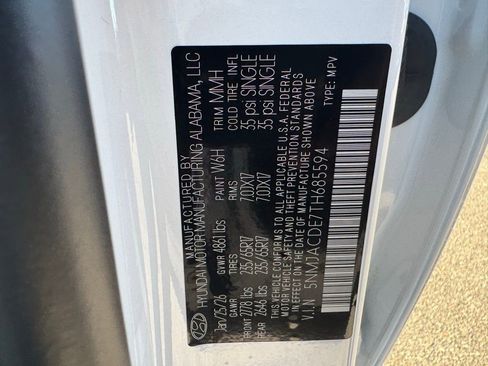 MANUFACTURED BY
HYUNDAI MOTOR MANUFACTURING ALABAMA, LLC
Jan/25/26 PAINT W6H TRIM MMH
GVWR 4861 lbs
GAWR RIMS COLD TIRE INFL
FRONT 2778 lbs 235/65R17 7.0JX17 35 psi SINGLE
REAR 2646 lbs 235/65R17 7.0JX17 35 psi SINGLE
THIS VEHICLE CONFORMS TO ALL APPLICABLE U.S.A. FEDERAL
MOTOR VEHICLE SAFETY AND THEFT PREVENTION STANDARDS
IN EFFECT ON THE DATE OF MANUFACTURE SHOWN ABOVE
V.I.N 5NMJACDE7TH685594 TYPE: MPV